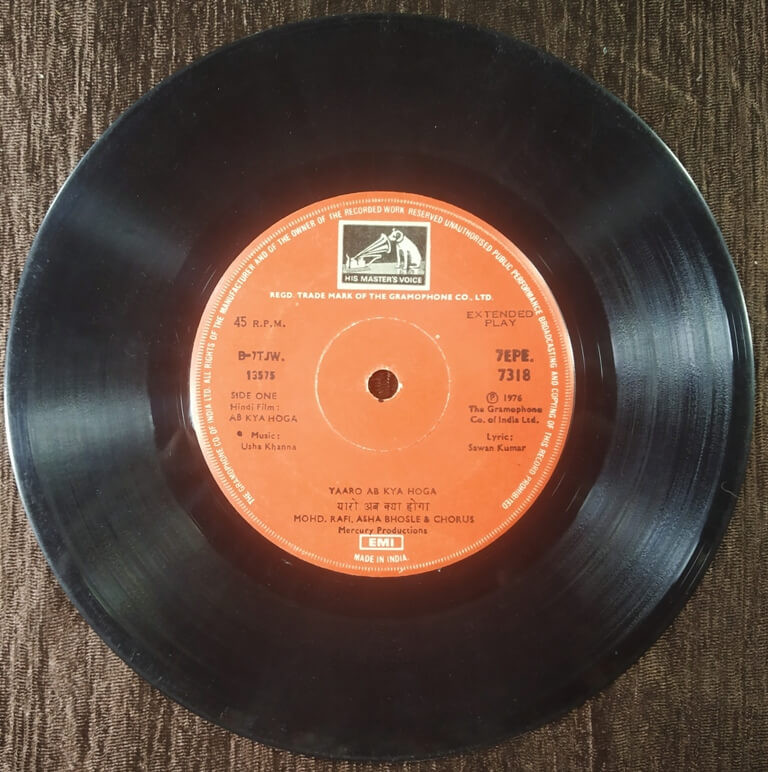 THE GRAMOPHONE CO. OF INDIA LTD. ALL RIGHTS OF THE MANUFACTURER AND OF THE OWNER OF THE RECORDED WORK RESERVED UNAUTHORISED PUBLIC PERFORMANCE BROADCASTING AND COPYING OF THIS RECORD PROHIBITED
HIS MASTER'S VOICE
REGD. TRADE MARK OF THE GRAMOPHONE CO., LTD.
45 R.P.M.
EXTENDED PLAY
B-7TJW.
13575
7EPE.
7318
SIDE ONE
Hindi Film:
AB KYA HOGA
Music:
Usha Khanna
Ⓟ 1976
The Gramophone
Co. of India Ltd.
Lyric:
Sawan Kumar
YAARO AB KYA HOGA
यारो अब क्या होगा
MOHD. RAFI, ASHA BHOSLE & CHORUS
Mercury Productions
EMI
MADE IN INDIA.